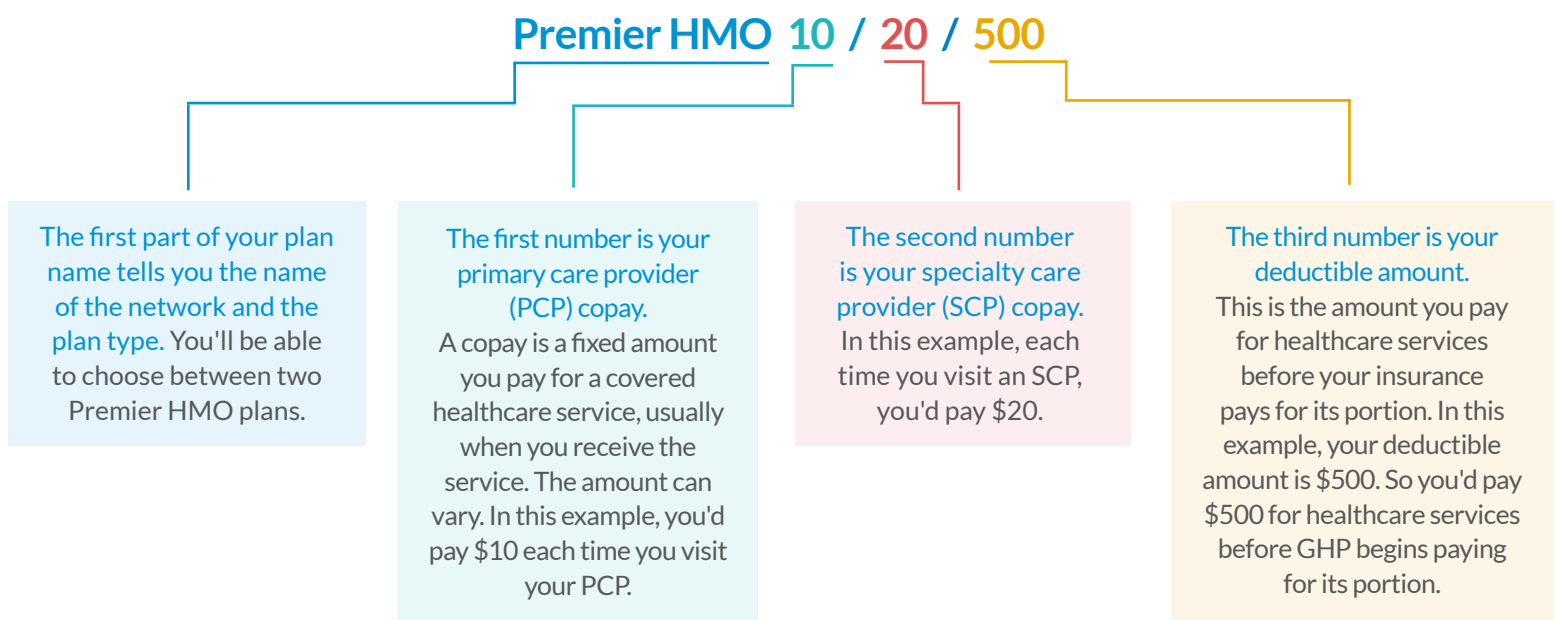 Premier HMO 10 / 20 / 500
The first part of your plan
name tells you the name
of the network and the
plan type. You'll be able
to choose between two
Premier HMO plans.
The first number is your
primary care provider
(PCP) copay.
A copay is a fixed amount
you pay for a covered
healthcare service, usually
when you receive the
service. The amount can
vary. In this example, you'd
pay $10 each time you visit
your PCP.
The second number
is your specialty care
provider (SCP) copay.
In this example, each
time you visit an SCP,
you'd pay $20.
The third number is your
deductible amount.
This is the amount you pay
for healthcare services
before your insurance
pays for its portion. In this
example, your deductible
amount is $500. So you'd pay
$500 for healthcare services
before GHP begins paying
for its portion.